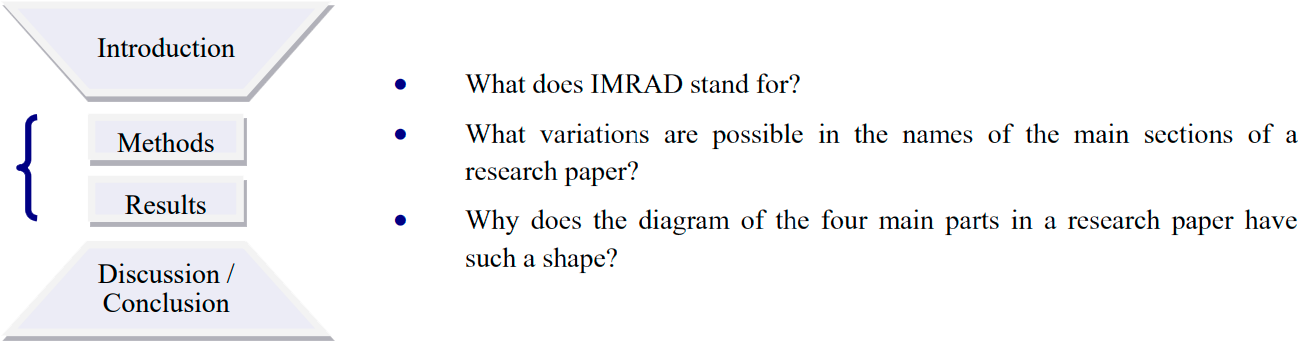 Introduction
Methods
Results
Discussion /
Conclusion
• What does IMRAD stand for?
• What variations are possible in the names of the main sections of a
research paper?
• Why does the diagram of the four main parts in a research paper have
such a shape?